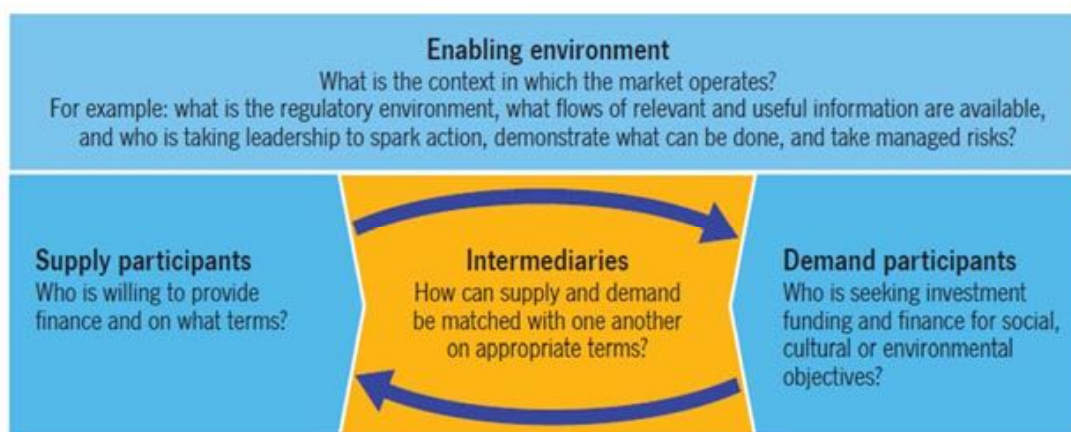 Enabling environment
What is the context in which the market operates?
For example: what is the regulatory environment, what flows of relevant and useful information are available,
and who is taking leadership to spark action, demonstrate what can be done, and take managed risks?
Supply participants
Who is willing to provide
finance and on what terms?
Intermediaries
How can supply and demand
be matched with one another
on appropriate terms?
Demand participants
Who is seeking investment
funding and finance for social,
cultural or environmental
objectives?